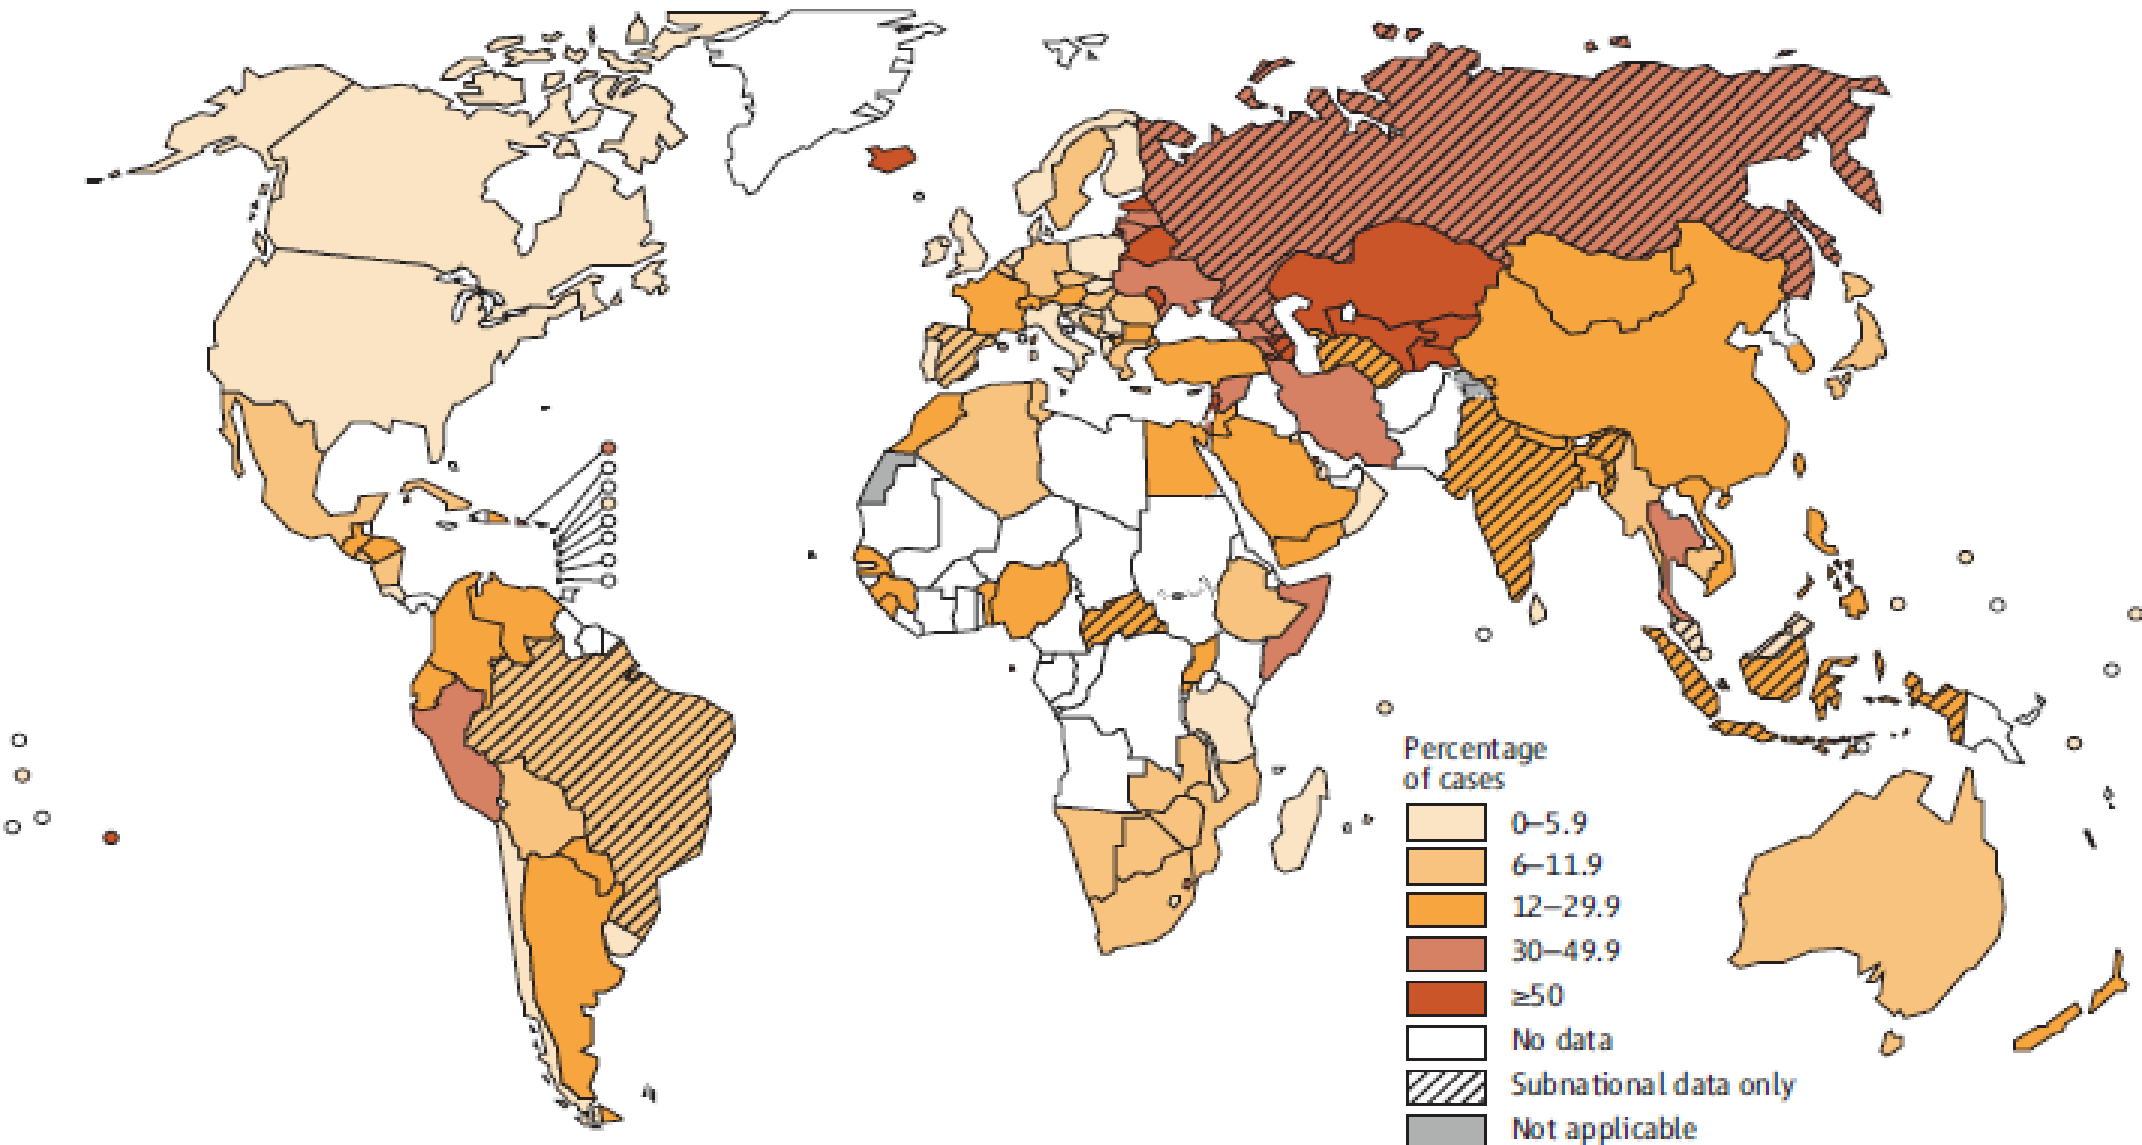 Percentage
of cases
0–5.9
6–11.9
12–29.9
30–49.9
≥50
No data
Subnational data only
Not applicable